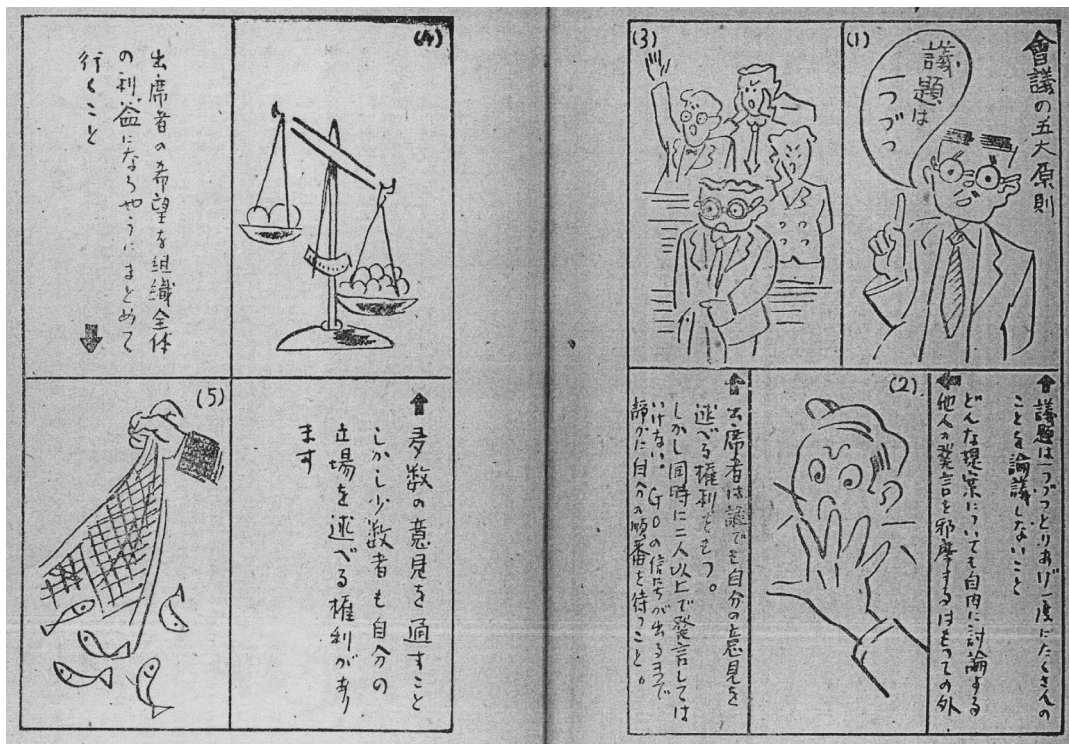 會議の五大原則
(1)
議題は
一つづつ
議題は一つづつとりあげ一度にたくさんの
ことを論議しないこと
(2)
どんな提案についても自由に討論する
他人の発言を邪魔するはもっての外
(3)
出席者は誰でも自分の意見を
述べる権利をもつ。
しかし同時に二人以上で発言しては
いけない。GOの信号が出るまで
静かに自分の順番を待つこと。
(4)
多数の意見を通すこと
しかし少数者も自分の
立場を述べる権利があり
ます
(5)
出席者の希望を組織全体
の利益になるやうにまとめて
行くこと